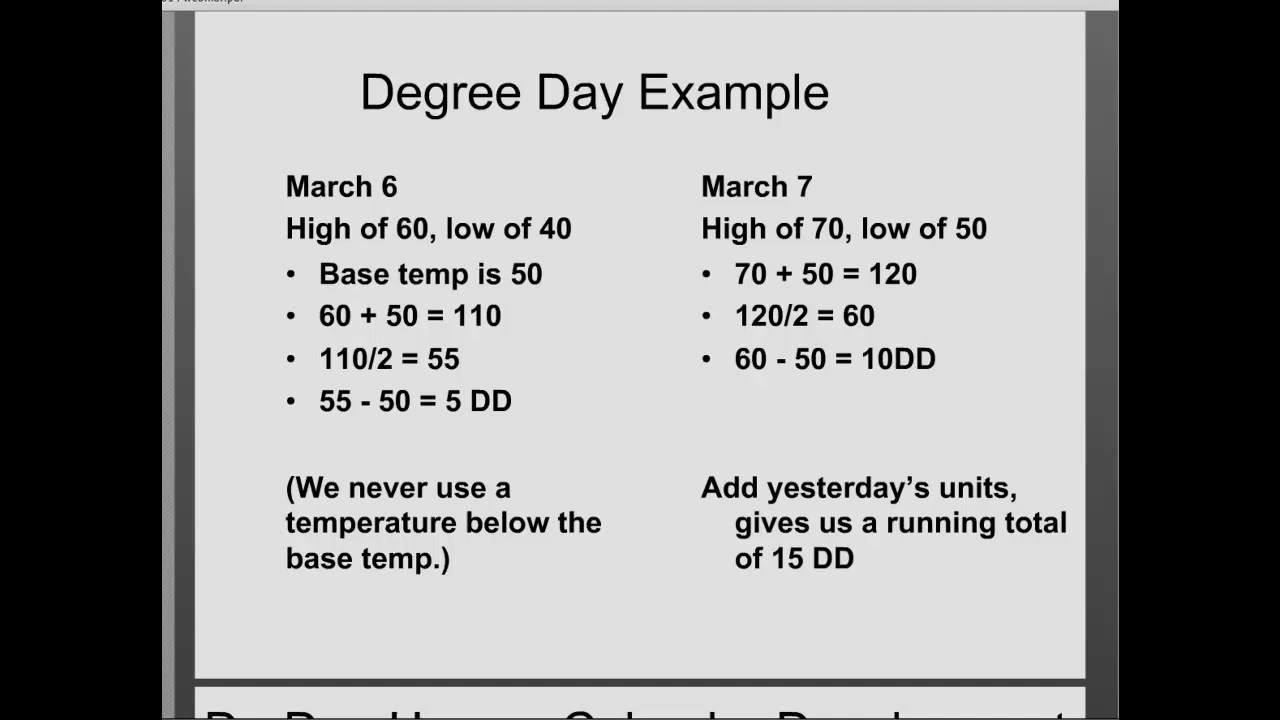 Degree Day Example
March 6
High of 60, low of 40
• Base temp is 50
• 60 + 50 = 110
• 110/2 = 55
• 55 - 50 = 5 DD
(We never use a
temperature below the
base temp.)
March 7
High of 70, low of 50
• 70 + 50 = 120
• 120/2 = 60
• 60 - 50 = 10DD
Add yesterday’s units,
gives us a running total
of 15 DD